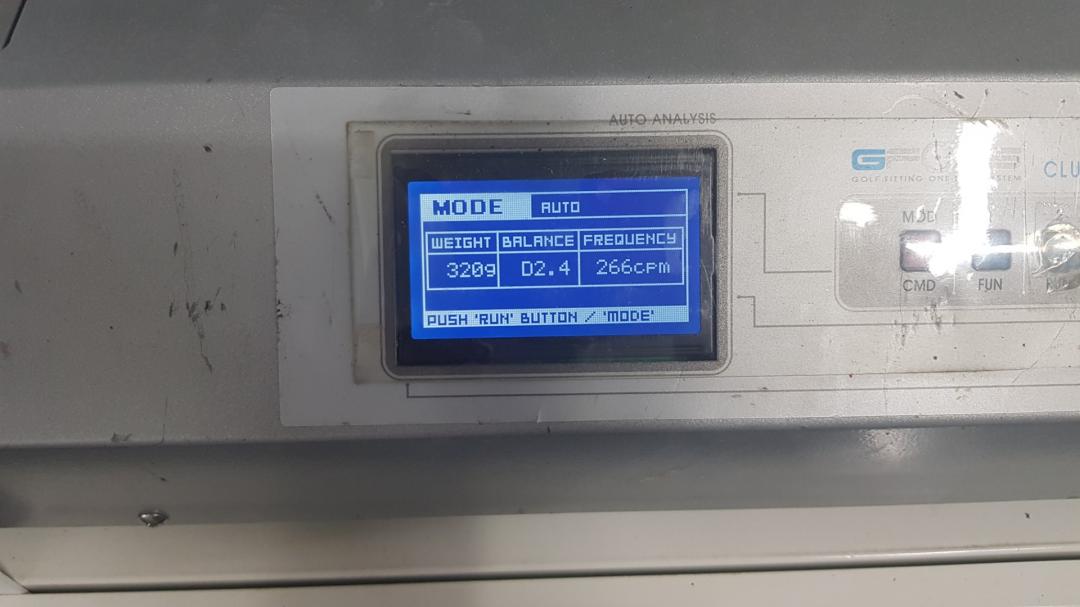 AUTO ANALYSIS
MODE AUTO
WEIGHT BALANCE FREQUENCY
320g D2.4 266cpm
PUSH 'RUN' BUTTON / 'MODE'
GOLF FITTING
CLU
CMD FUN